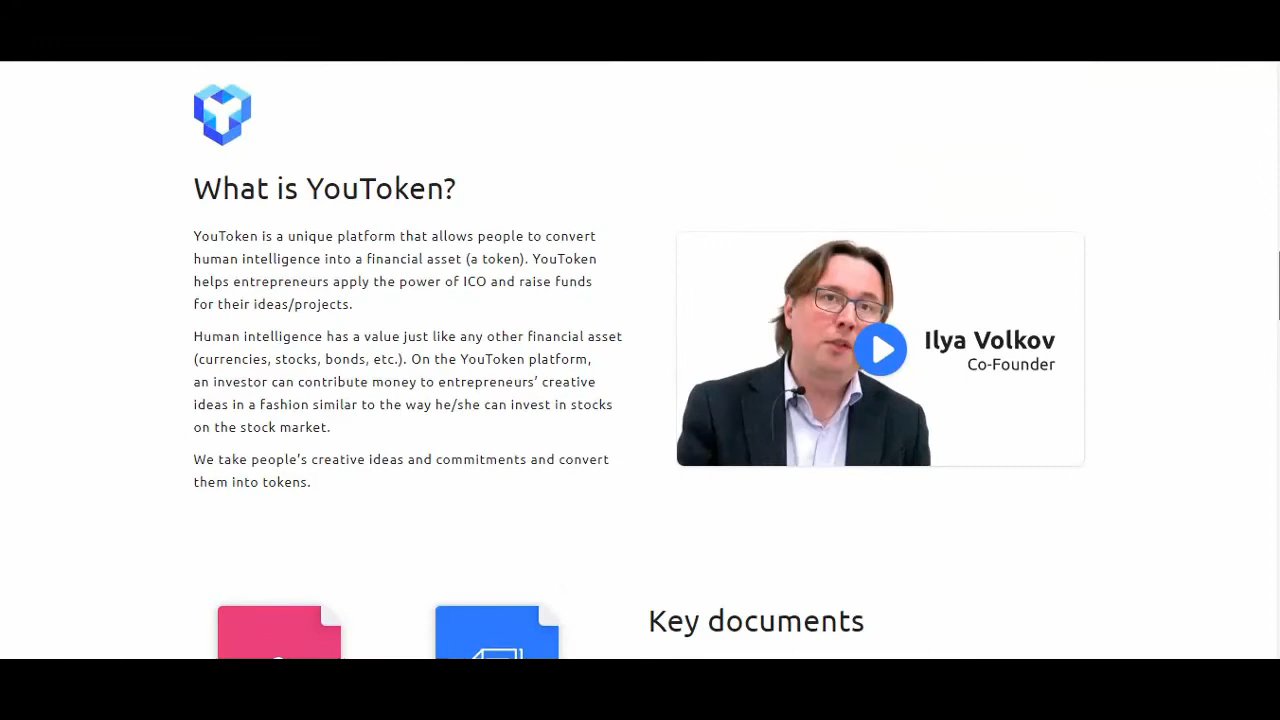 What is YouToken?
YouToken is a unique platform that allows people to convert
human intelligence into a financial asset (a token). YouToken
helps entrepreneurs apply the power of ICO and raise funds
for their ideas/projects.
Human intelligence has a value just like any other financial asset
(currencies, stocks, bonds, etc.). On the YouToken platform,
an investor can contribute money to entrepreneurs’ creative
ideas in a fashion similar to the way he/she can invest in stocks
on the stock market.
We take people’s creative ideas and commitments and convert
them into tokens.
Ilya Volkov
Co-Founder
Key documents